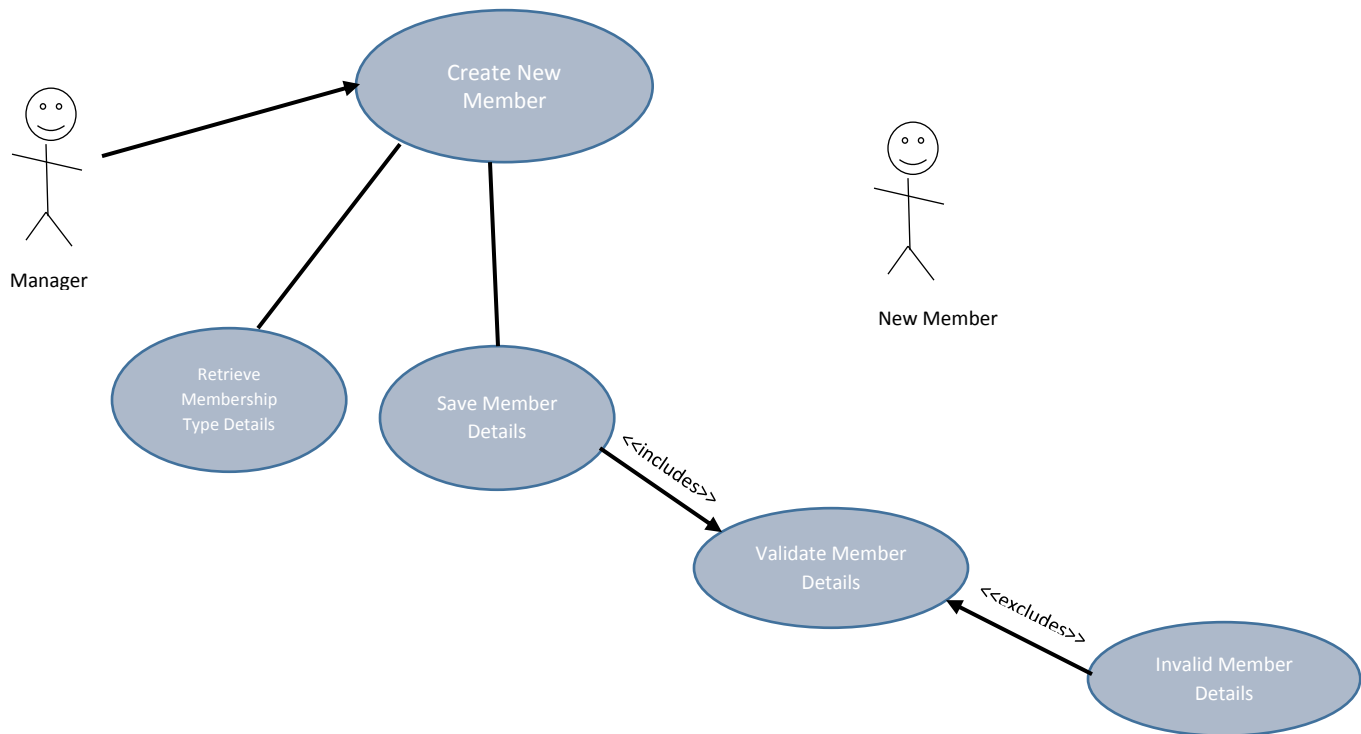 Create New
Member
Manager
New Member
Retrieve
Membership
Type Details
Save Member
Details
<<includes>>
Validate Member
Details
<<excludes>>
Invalid Member
Details